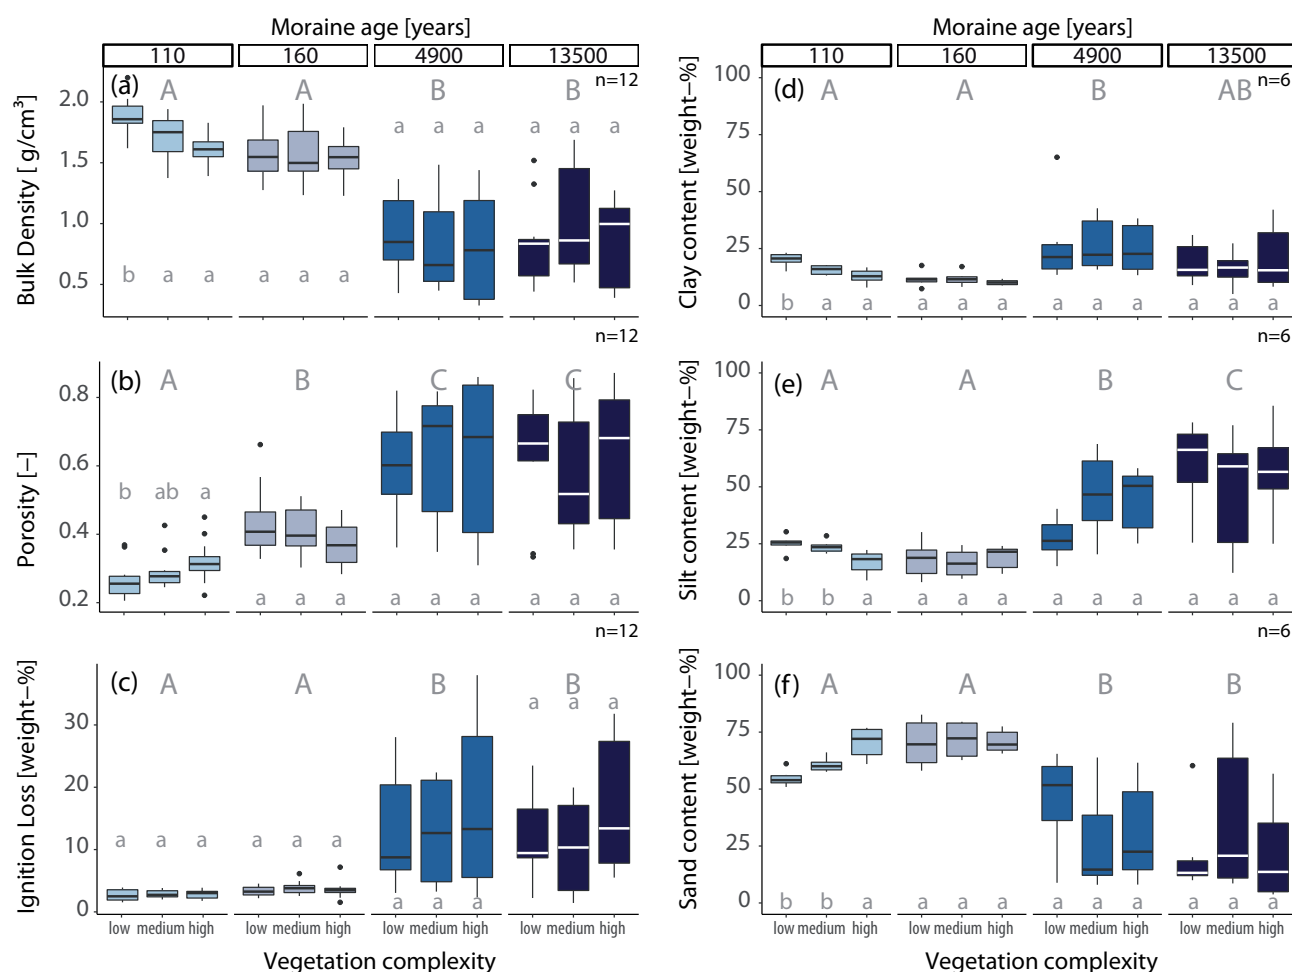 Moraine age [years]
110 160 4900 13500
(a) A A B B n=12
Bulk Density [ g/cm³]
2.0
1.5
1.0
0.5
a a a a a a
b a a a a a
n=12
(b) A B C C
Porosity [–]
0.8
0.6
0.4
0.2
b ab a
a a a a a a a a a
n=12
(c) A A B B
Ignition Loss [weight–%]
30
20
10
0
a a a
a a a a a a
a a a
low medium high low medium high low medium high low medium high
Vegetation complexity
Moraine age [years]
110 160 4900 13500
(d) A A B AB n=6
Clay content [weight–%]
100
75
50
25
0
b a a a a a a a a a a a
n=6
(e) A A B C
Silt content [weight–%]
100
75
50
25
0
b b a a a a a a a a a a
n=6
(f) A A B B
Sand content [weight–%]
100
75
50
25
0
b b a a a a a a a a a a
low medium high low medium high low medium high low medium high
Vegetation complexity